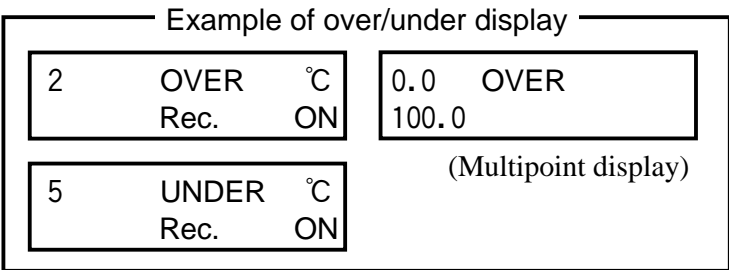 Example of over/under display
2 OVER ℃
Rec. ON
0.0 OVER
100.0
(Multipoint display)
5 UNDER ℃
Rec. ON